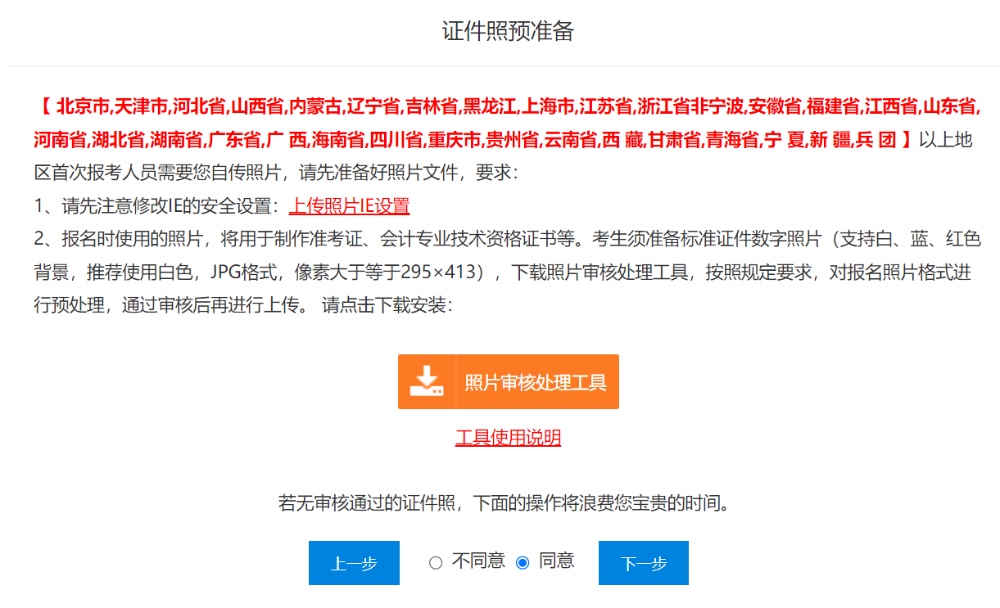 证件照预准备
【 北京市,天津市,河北省,山西省,内蒙古,辽宁省,吉林省,黑龙江,上海市,江苏省,浙江省非宁波,安徽省,福建省,江西省,山东省,
河南省,湖北省,湖南省,广东省,广 西,海南省,四川省,重庆市,贵州省,云南省,西 藏,甘肃省,青海省,宁 夏,新 疆,兵 团 】以上地
区首次报考人员需要您自传照片，请先准备好照片文件，要求：
1、请先注意修改IE的安全设置：上传照片IE设置
2、报名时使用的照片，将用于制作准考证、会计专业技术资格证书等。考生须准备标准证件数字照片（支持白、蓝、红色
背景，推荐使用白色，JPG格式，像素大于等于295×413），下载照片审核处理工具，按照规定要求，对报名照片格式进
行预处理，通过审核后再进行上传。 请点击下载安装：
照片审核处理工具
工具使用说明
若无审核通过的证件照，下面的操作将浪费您宝贵的时间。
上一步 不同意 同意 下一步